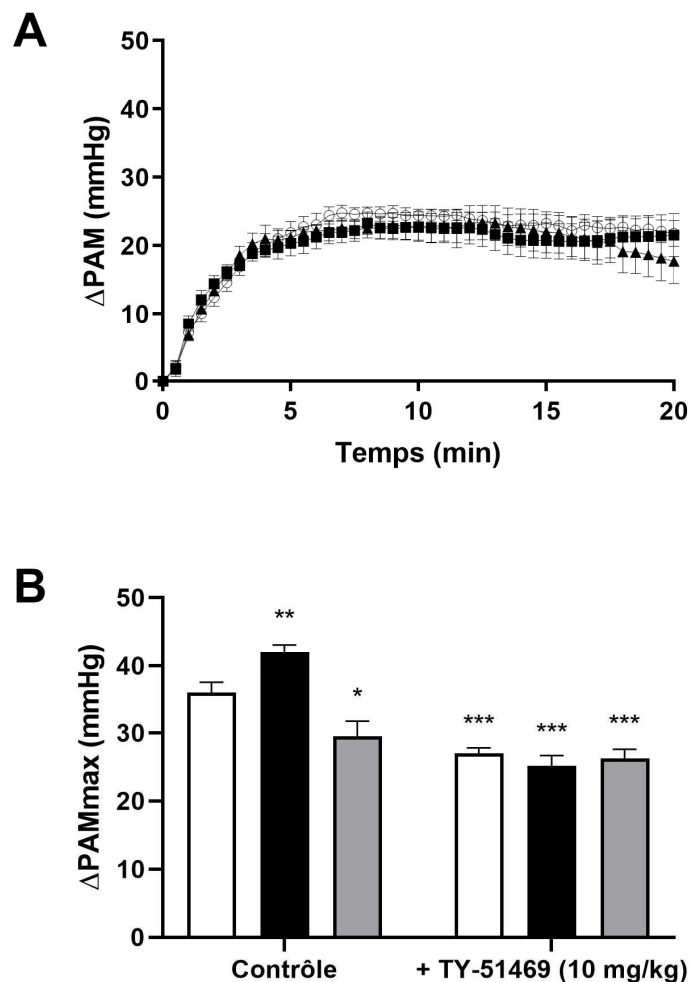 A
50
40
30
20
10
0
ΔPAM (mmHg)
0 5 10 15 20
Temps (min)
B
50
40
30
20
10
0
ΔPAMmax (mmHg)
** * *** *** ***
Contrôle + TY-51469 (10 mg/kg)